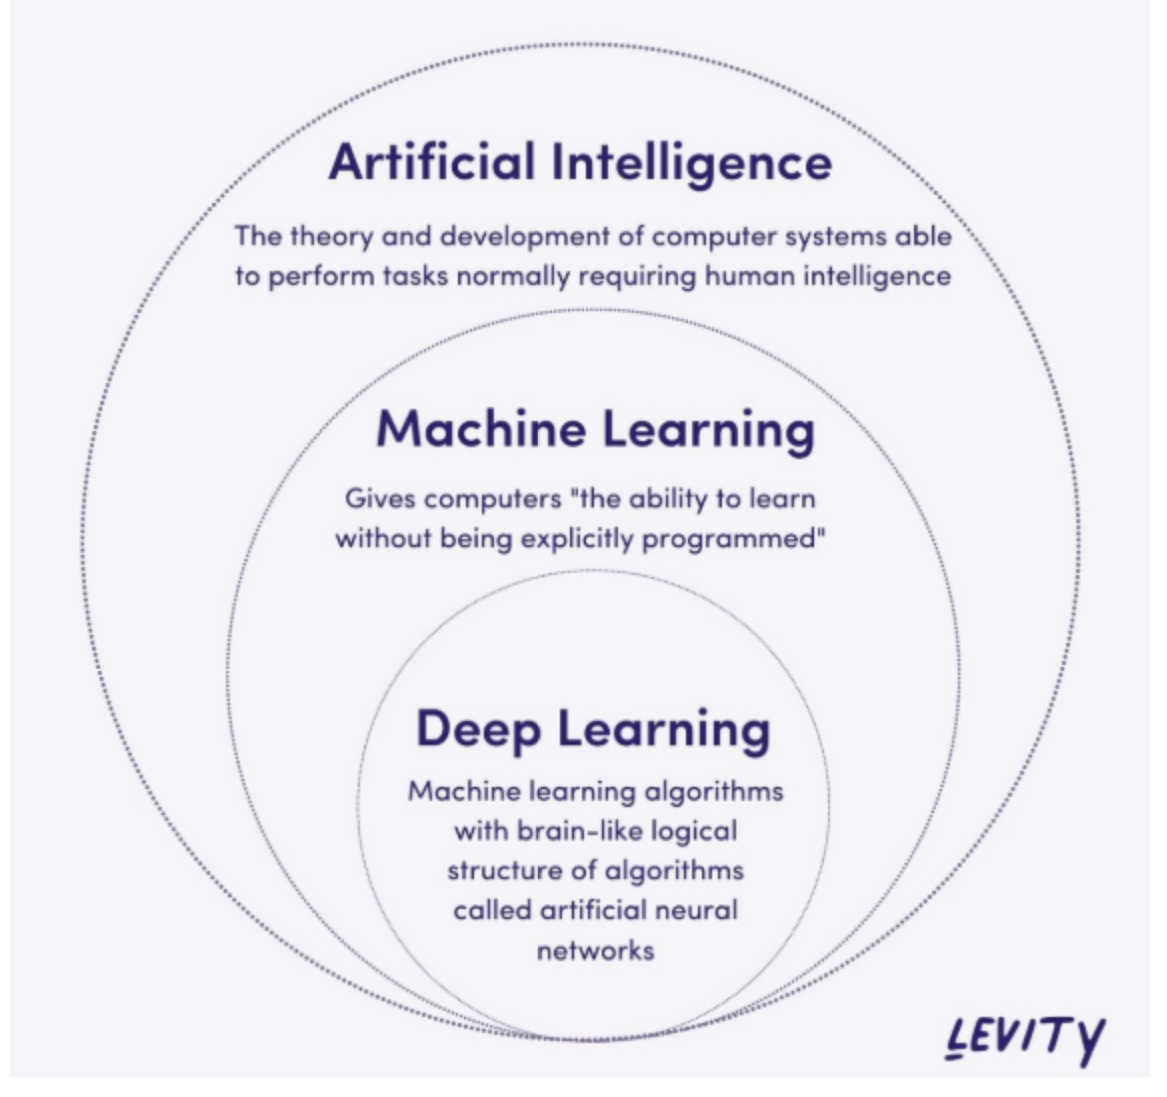 Artificial Intelligence
The theory and development of computer systems able
to perform tasks normally requiring human intelligence
Machine Learning
Gives computers "the ability to learn
without being explicitly programmed"
Deep Learning
Machine learning algorithms
with brain-like logical
structure of algorithms
called artificial neural
networks
LEVITY